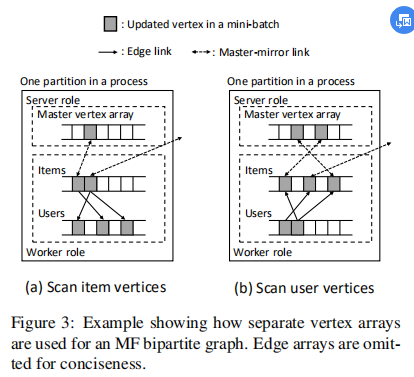 : Updated vertex in a mini-batch
: Edge link
: Master-mirror link
One partition in a process
Server role
Master vertex array
Items
Users
Worker role
(a) Scan item vertices
One partition in a process
Server role
Master vertex array
Items
Users
Worker role
(b) Scan user vertices
Figure 3: Example showing how separate vertex arrays
are used for an MF bipartite graph. Edge arrays are omit-
ted for conciseness.